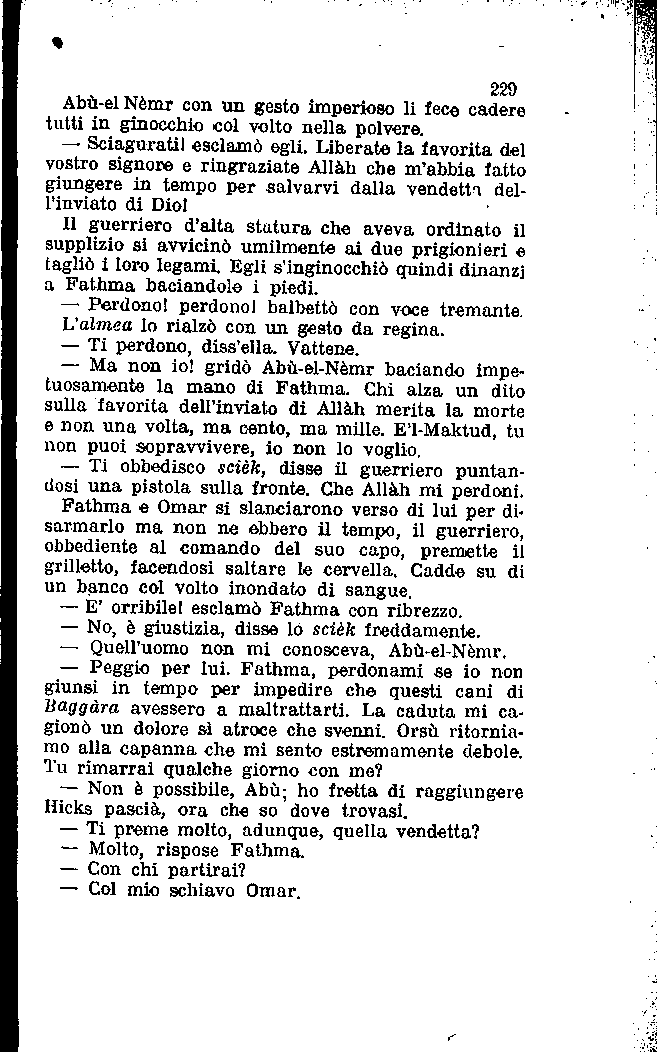 229
Abù-el Nèmr con un gesto imperioso li fece cadere
tutti in ginocchio col volto nella polvere.
— Sciagurati! esclamò egli. Liberate la favorita del
vostro signore e ringraziate Allàh che m'abbia fatto
giungere in tempo per salvarvi dalla vendetta del-
l'inviato di Dio!
Il guerriero d'alta statura che aveva ordinato il
supplizio si avvicinò umilmente ai due prigionieri e
tagliò i loro legami. Egli s'inginocchiò quindi dinanzi
a Fathma baciandole i piedi.
— Perdono! perdono! balbettò con voce tremante.
L'almea lo rialzò con un gesto da regina.
— Ti perdono, diss'ella. Vattene.
— Ma non io! gridò Abù-el-Nèmr baciando impe-
tuosamente la mano di Fathma. Chi alza un dito
sulla favorita dell'inviato di Allàh merita la morte
e non una volta, ma cento, ma mille. E'l-Maktud, tu
non puoi sopravvivere, io non lo voglio.
— Ti obbedisco scièk, disse il guerriero puntan-
dosi una pistola sulla fronte. Che Allàh mi perdoni.
Fathma e Omar si slanciarono verso di lui per di-
sarmarlo ma non ne ebbero il tempo, il guerriero,
obbediente al comando del suo capo, premette il
grilletto, facendosi saltare le cervella. Cadde su di
un banco col volto inondato di sangue.
— E' orribile! esclamò Fathma con ribrezzo.
— No, è giustizia, disse lo scièk freddamente.
— Quell'uomo non mi conosceva, Abù-el-Nèmr.
— Peggio per lui. Fathma, perdonami se io non
giunsi in tempo per impedire che questi cani di
Baggàra avessero a maltrattarti. La caduta mi ca-
gionò un dolore sì atroce che svenni. Orsù ritornia-
mo alla capanna che mi sento estremamente debole.
Tu rimarrai qualche giorno con me?
— Non è possibile, Abù; ho fretta di raggiungere
Hicks pascià, ora che so dove trovasi.
— Ti preme molto, adunque, quella vendetta?
— Molto, rispose Fathma.
— Con chi partirai?
— Col mio schiavo Omar.